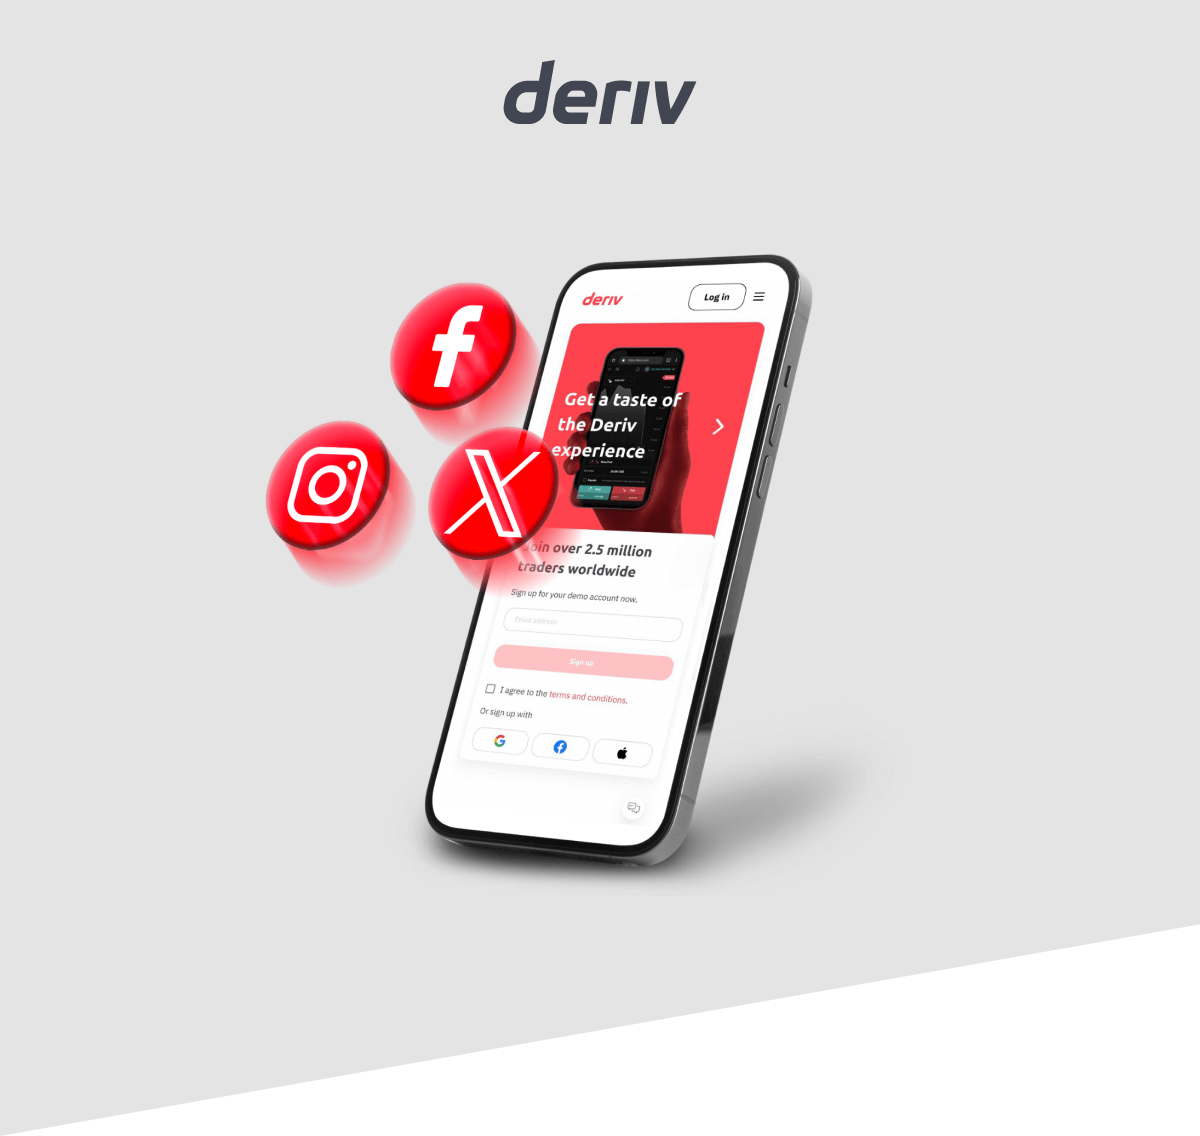 deriv
deriv
Log in
Get a taste of
the Deriv
experience
Join over 2.5 million
traders worldwide
Sign up for your demo account now.
Email address
Sign up
I agree to the terms and conditions.
Or sign up with